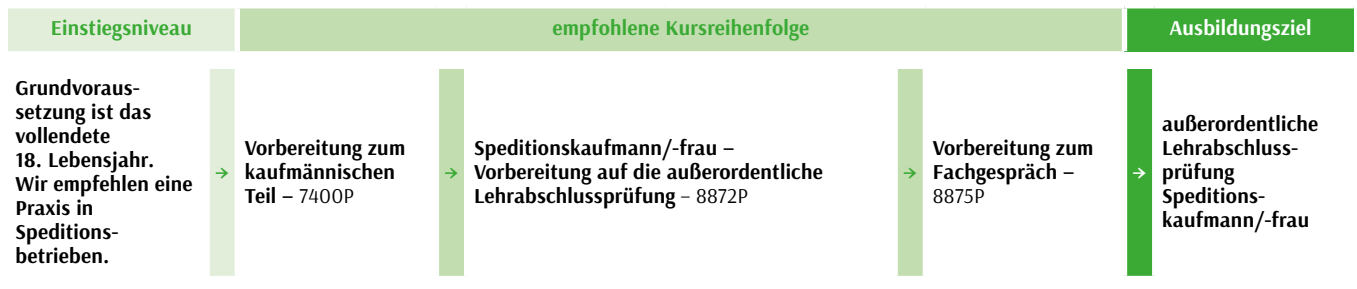 Einstiegsniveau
empfohlene Kursreihenfolge
Ausbildungsziel
Grundvoraus-
setzung ist das
vollendete
18. Lebensjahr.
Wir empfehlen eine
Praxis in
Speditions-
betrieben.
→
Vorbereitung zum
kaufmännischen
Teil – 7400P
→
Speditionskaufmann/-frau –
Vorbereitung auf die außerordentliche
Lehrabschlussprüfung – 8872P
→
Vorbereitung zum
Fachgespräch –
8875P
→
außerordentliche
Lehrabschluss-
prüfung
Speditions-
kaufmann/-frau